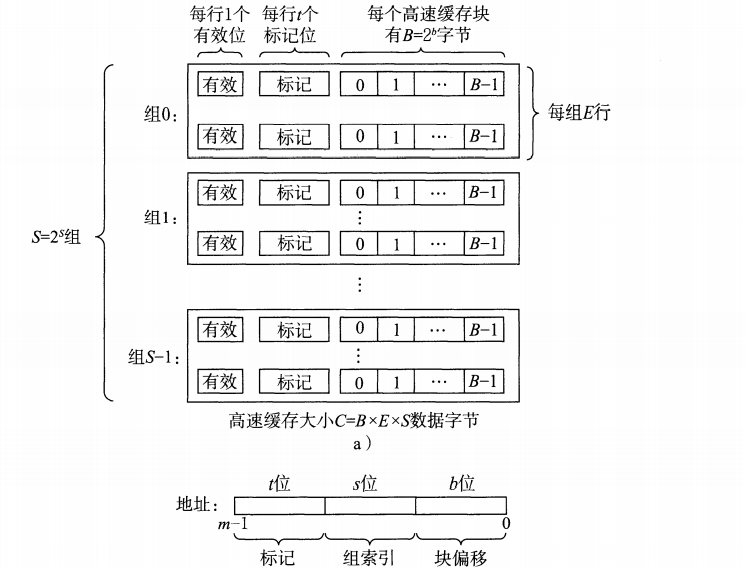 每行1个 每行t个 每个高速缓存块
有效位 标记位 有B=2ᵇ字节
有效 标记 0 1 … B−1
组0： 每组E行
有效 标记 0 1 … B−1
有效 标记 0 1 … B−1
组1： ⋮
S=2ˢ组 有效 标记 0 1 … B−1
⋮
有效 标记 0 1 … B−1
组S−1： ⋮
有效 标记 0 1 … B−1
高速缓存大小C=B×E×S数据字节
a）
t位 s位 b位
地址：
m−1 0
标记 组索引 块偏移